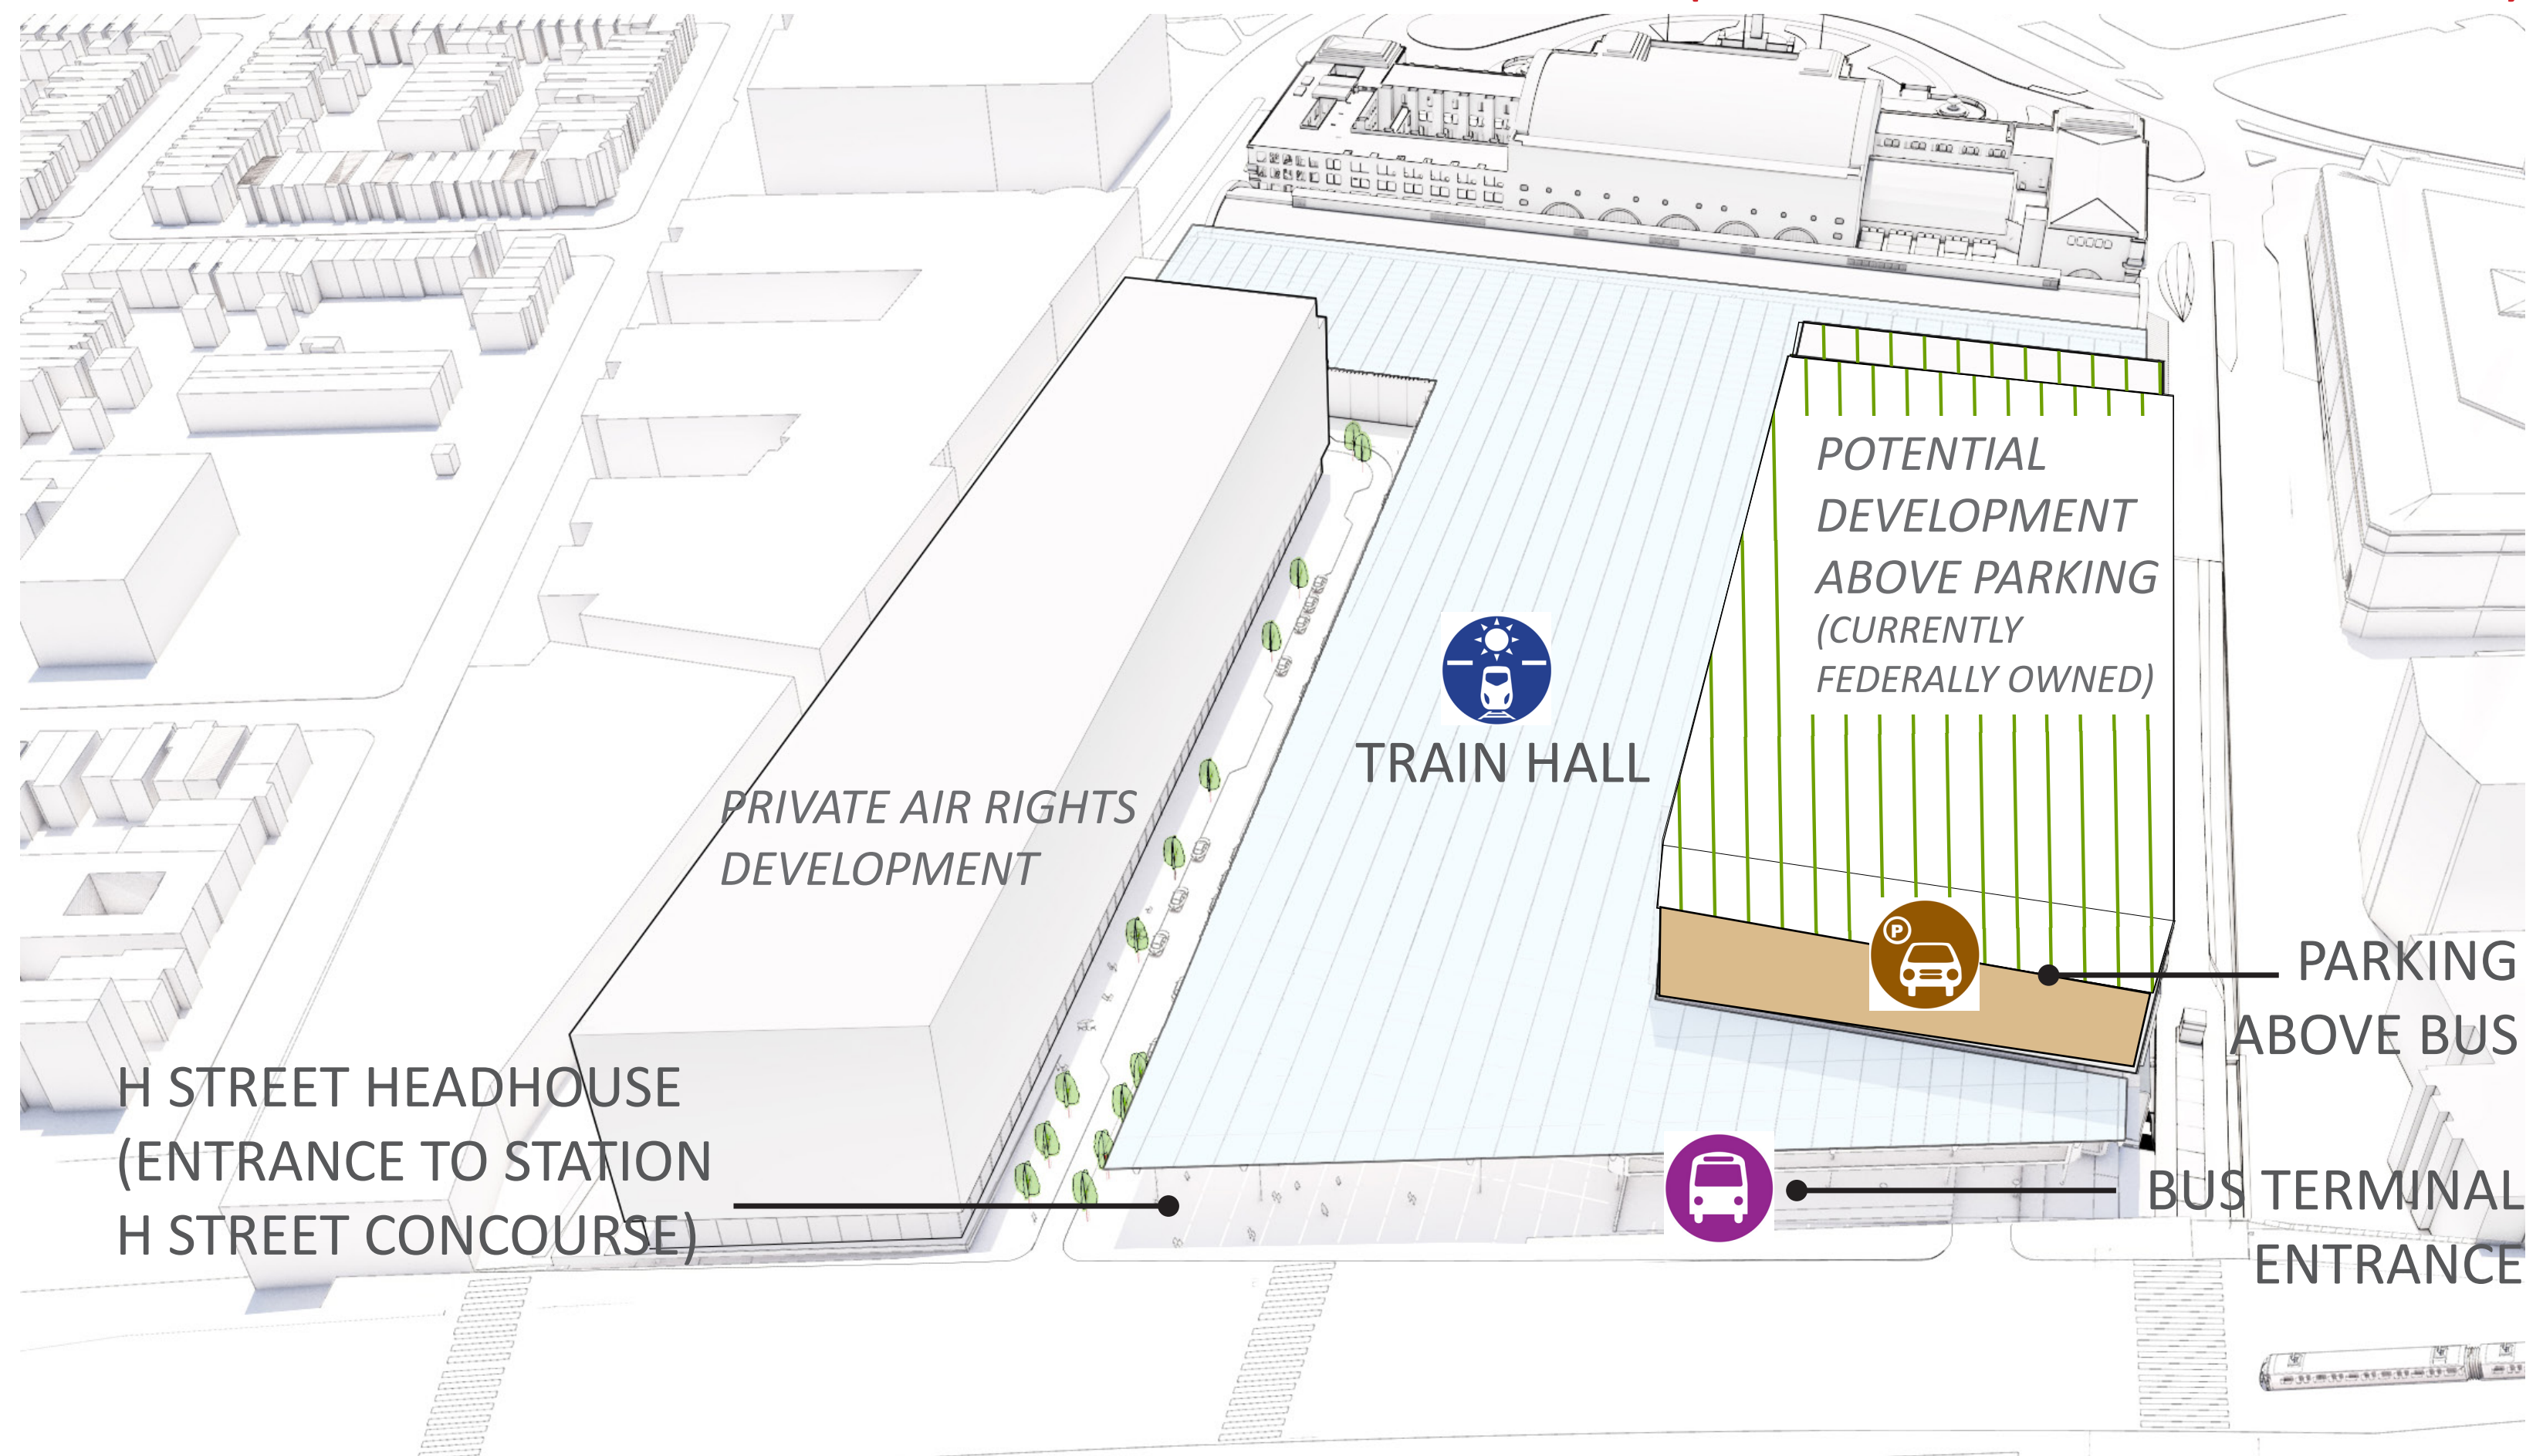 POTENTIAL
DEVELOPMENT
ABOVE PARKING
(CURRENTLY
FEDERALLY OWNED)
TRAIN HALL
PRIVATE AIR RIGHTS
DEVELOPMENT
P
PARKING
ABOVE BUS
H STREET HEADHOUSE
(ENTRANCE TO STATION
H STREET CONCOURSE)
BUS TERMINAL
ENTRANCE